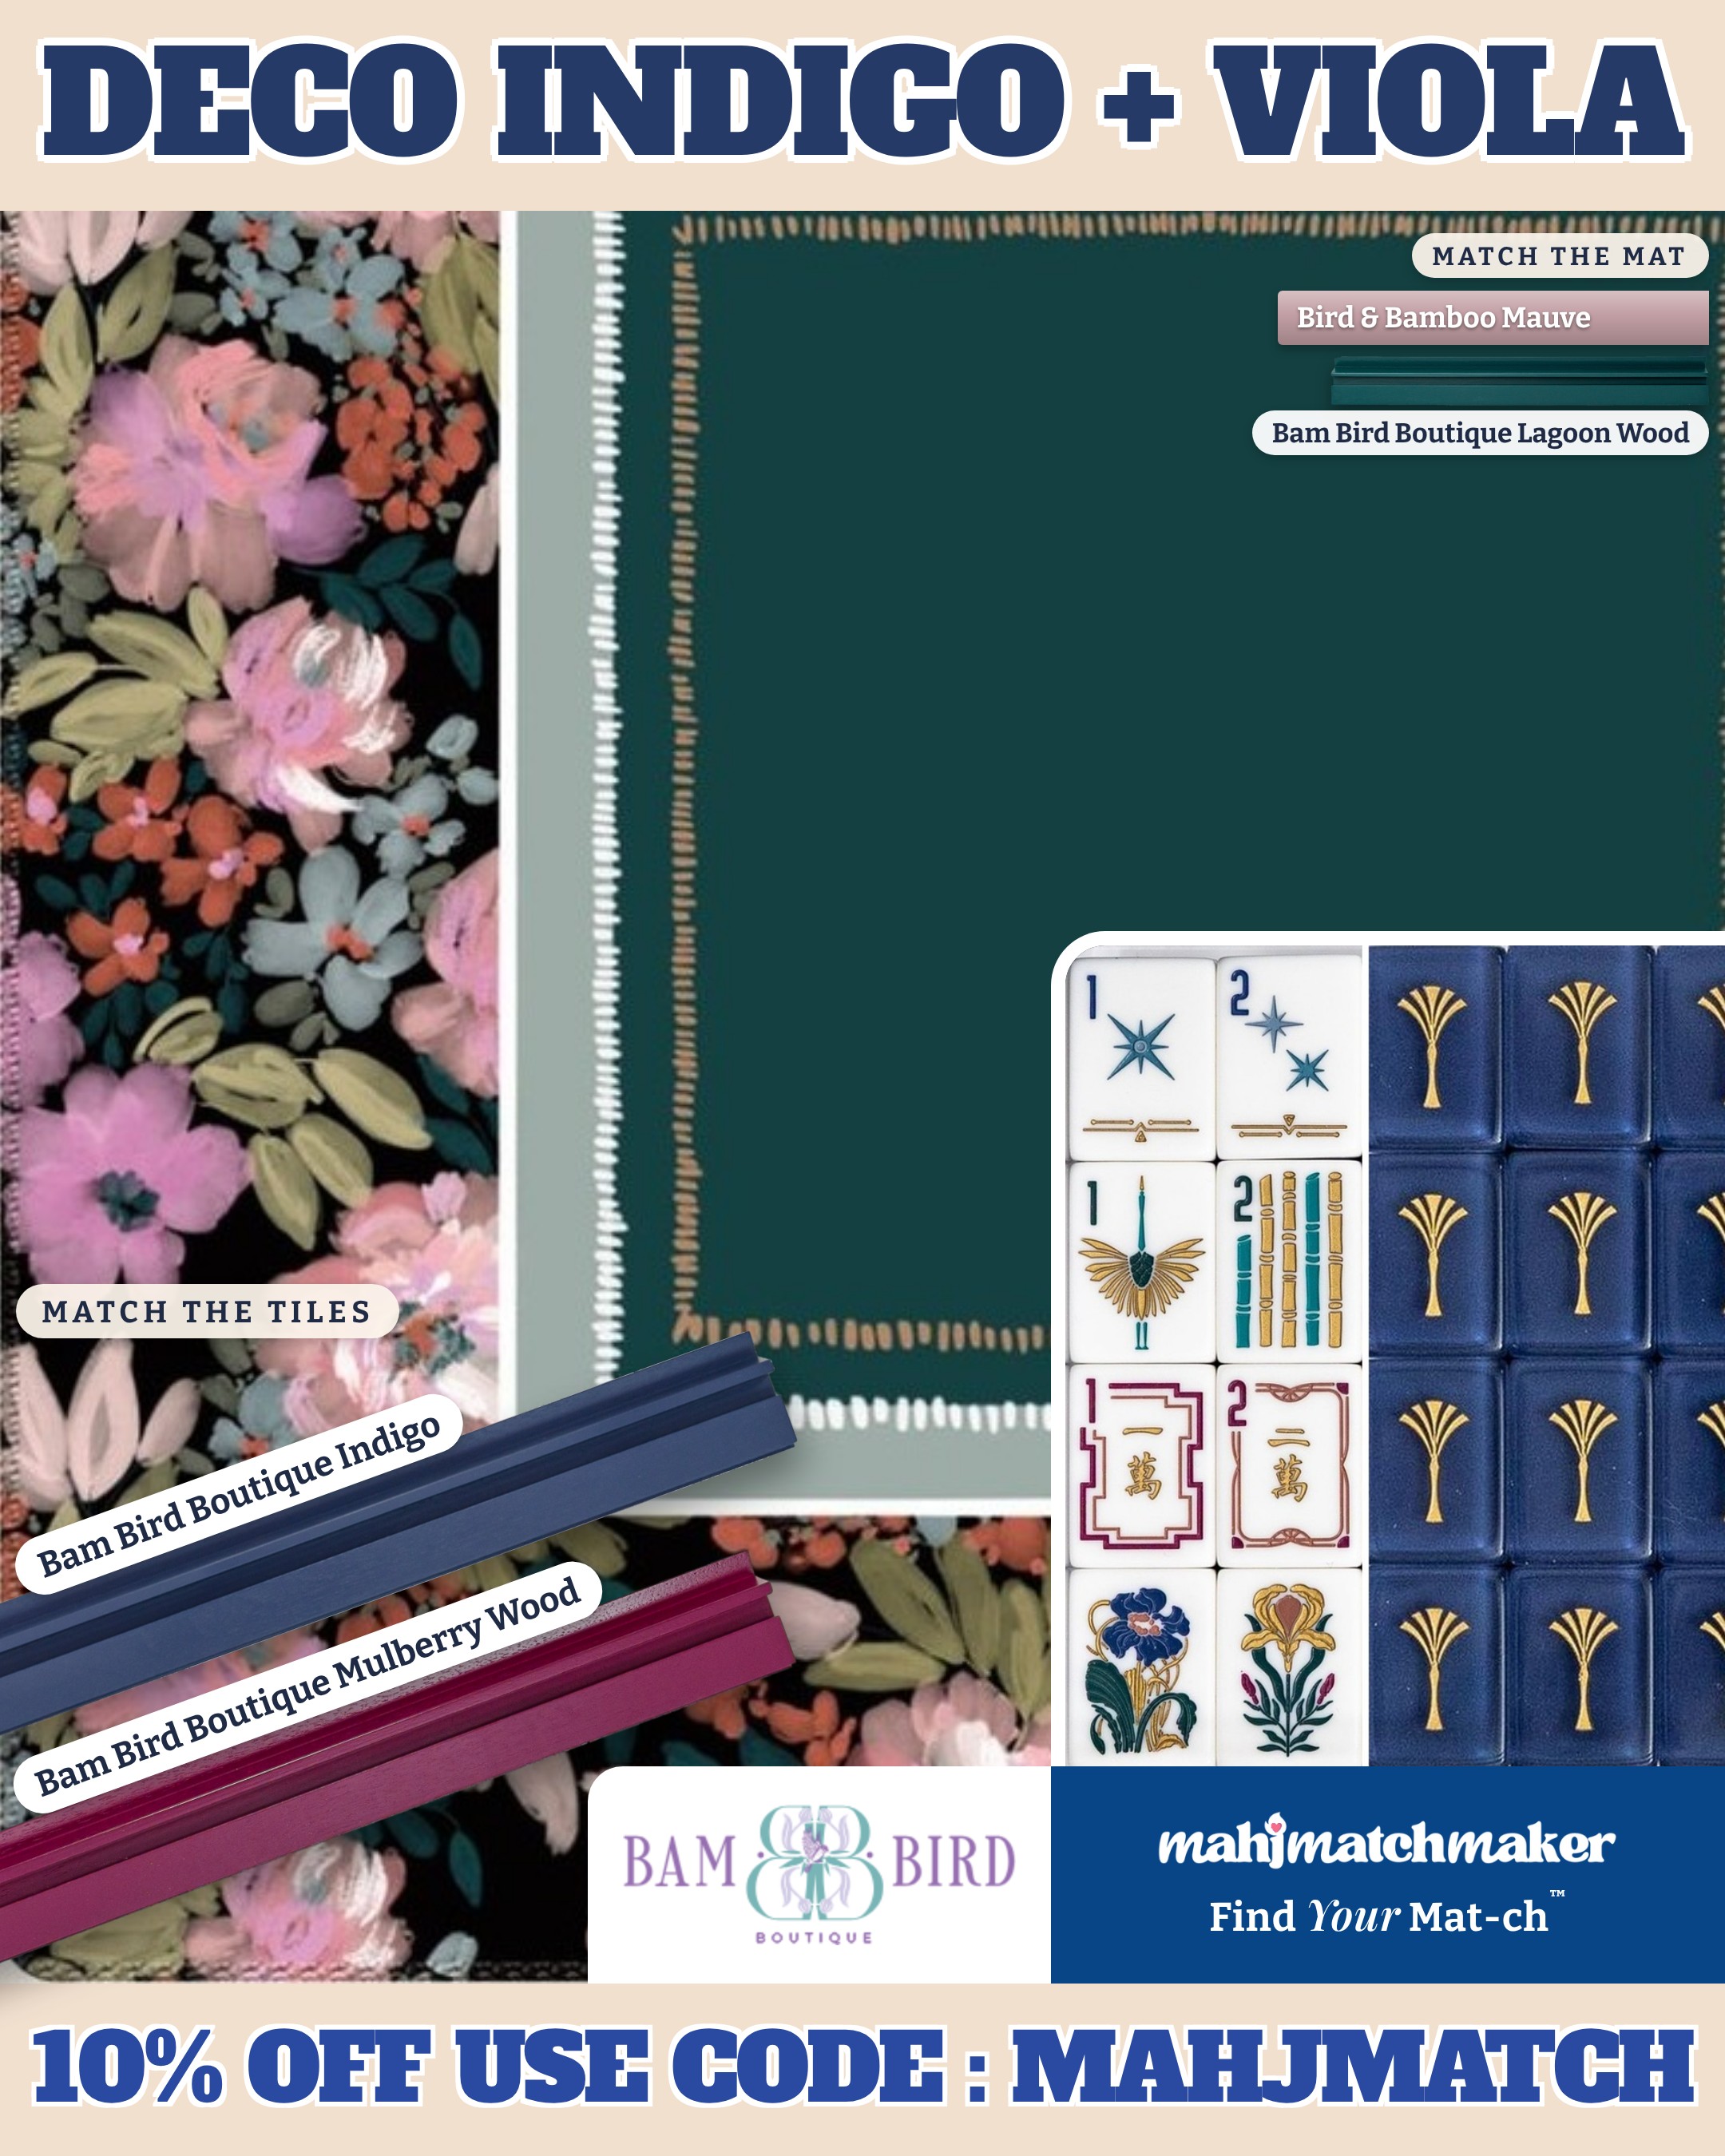 DECO INDIGO + VIOLA
MATCH THE MAT
Bird & Bamboo Mauve
Bam Bird Boutique Lagoon Wood
1
2
1
2
1
一
萬
2
二
萬
MATCH THE TILES
Bam Bird Boutique Indigo
Bam Bird Boutique Mulberry Wood
BAM BIRD
BOUTIQUE
mahjmatchmaker
Find Your Mat-ch™
10% OFF USE CODE : MAHJMATCH